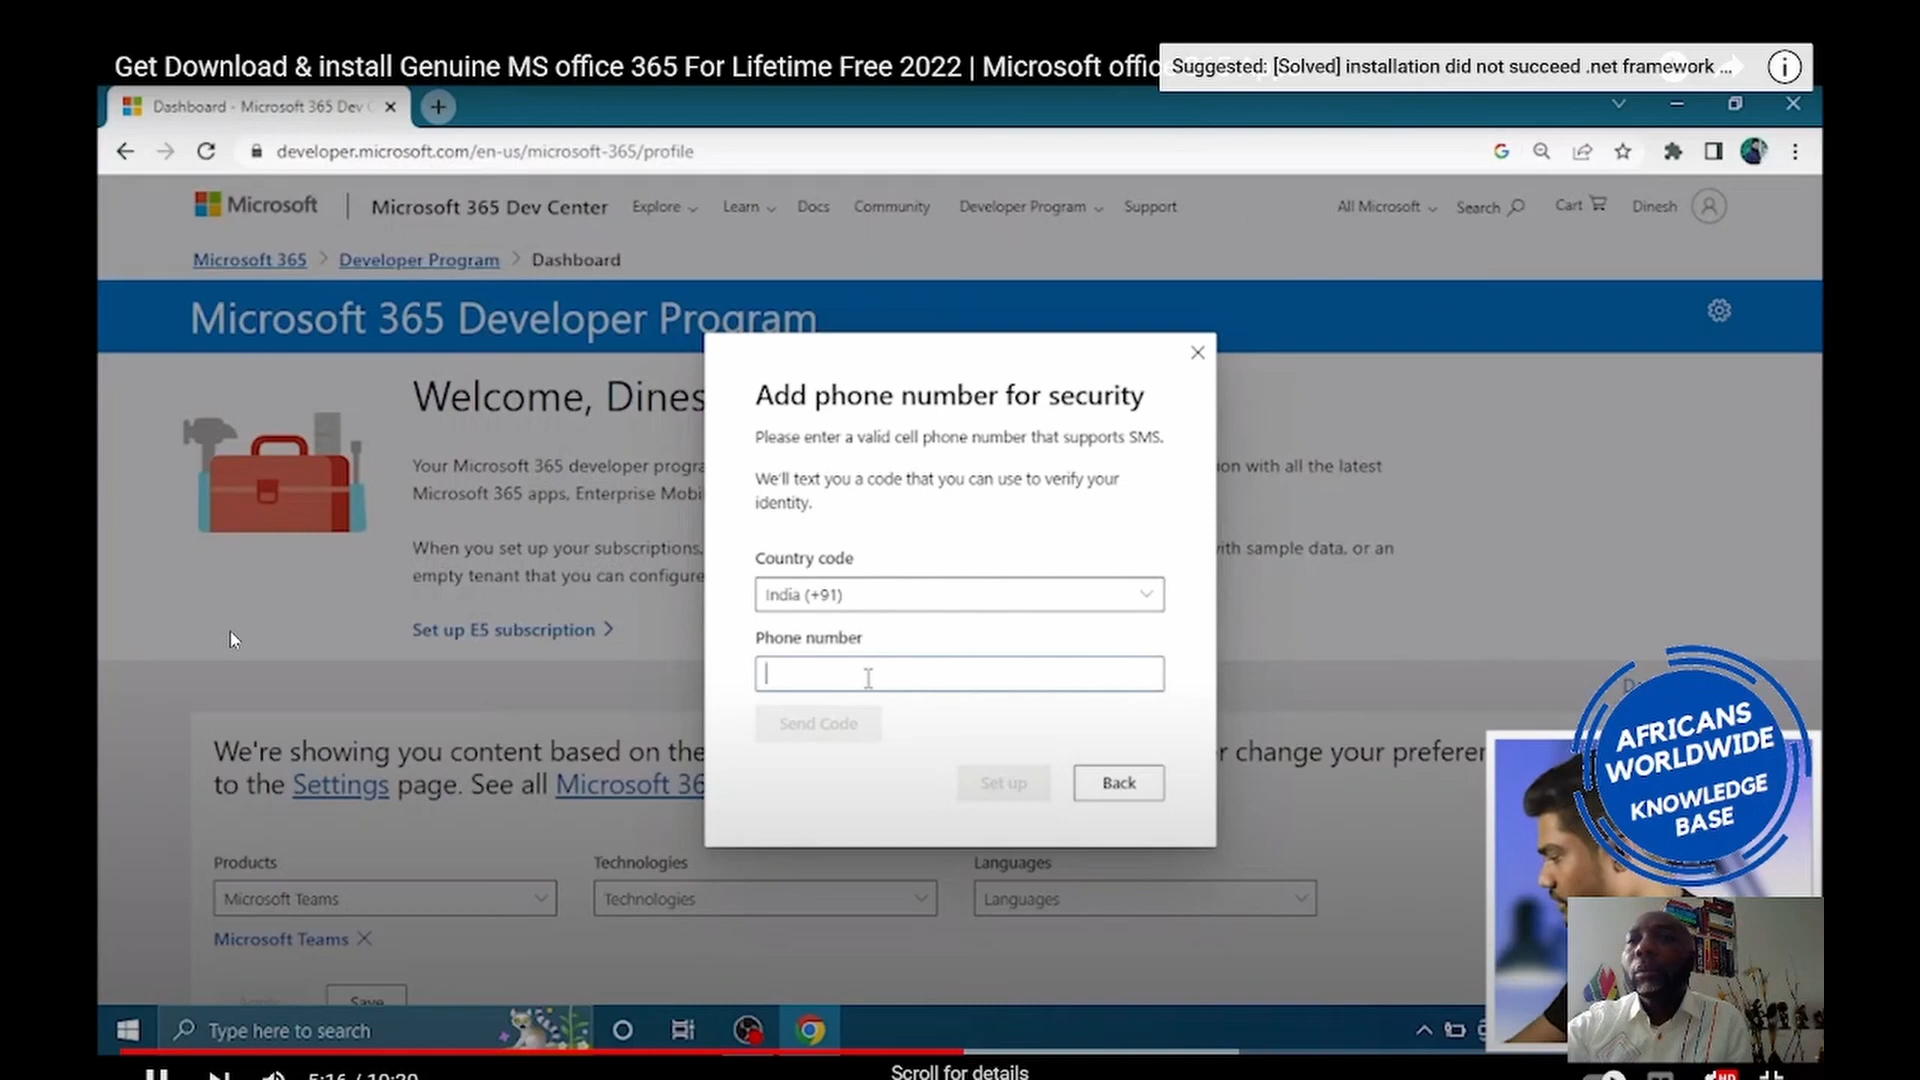 Get Download & install Genuine MS office 365 For Lifetime Free 2022 | Microsoft offic
Suggested: [Solved] installation did not succeed .net framework ...
Dashboard - Microsoft 365 Dev C
developer.microsoft.com/en-us/microsoft-365/profile
Microsoft | Microsoft 365 Dev Center Explore Learn Docs Community Developer Program Support All Microsoft Search Cart Dinesh
Microsoft 365 > Developer Program > Dashboard
Microsoft 365 Developer Program
Welcome, Dines
Your Microsoft 365 developer progra
ion with all the latest
Microsoft 365 apps, Enterprise Mobi
When you set up your subscriptions,
ith sample data, or an
empty tenant that you can configure
Set up E5 subscription >
Add phone number for security
Please enter a valid cell phone number that supports SMS.
We'll text you a code that you can use to verify your
identity.
Country code
India (+91)
Phone number
Send Code
Set up Back
We're showing you content based on the
r change your preferen
to the Settings page. See all Microsoft 36
Products Technologies Languages
Microsoft Teams Technologies Languages
Microsoft Teams
Save
AFRICANS
WORLDWIDE
KNOWLEDGE
BASE
Type here to search
5:16 / 10:20
Scroll for details
HD